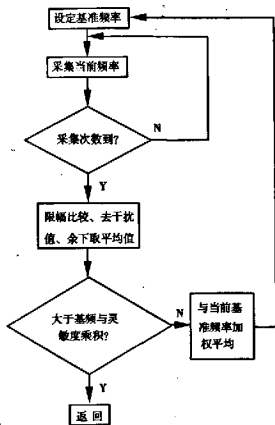 设定基准频率
采集当前频率
采集次数到?
N
Y
限幅比较、去干扰
值、余下取平均值
大于基频与灵
敏度乘积?
N
与当前基
准频率加
权平均
Y
返回